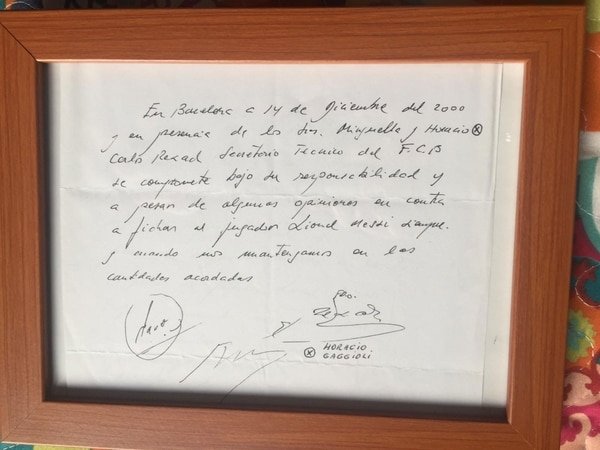 En Barcelona a 14 de Diciembre del 2000
y en presencia de los Srs. Minguella y Horacio ⓧ
Carlo Rexach Secretario Técnico del F.C.B
se compromete bajo su responsabilidad y
a pesar de algunas opiniones en contra
a fichar al jugador Lionel Messi siempre
y cuando nos mantengamos en las
cantidades acordadas
ⓧ HORACIO
GAGGIOLI